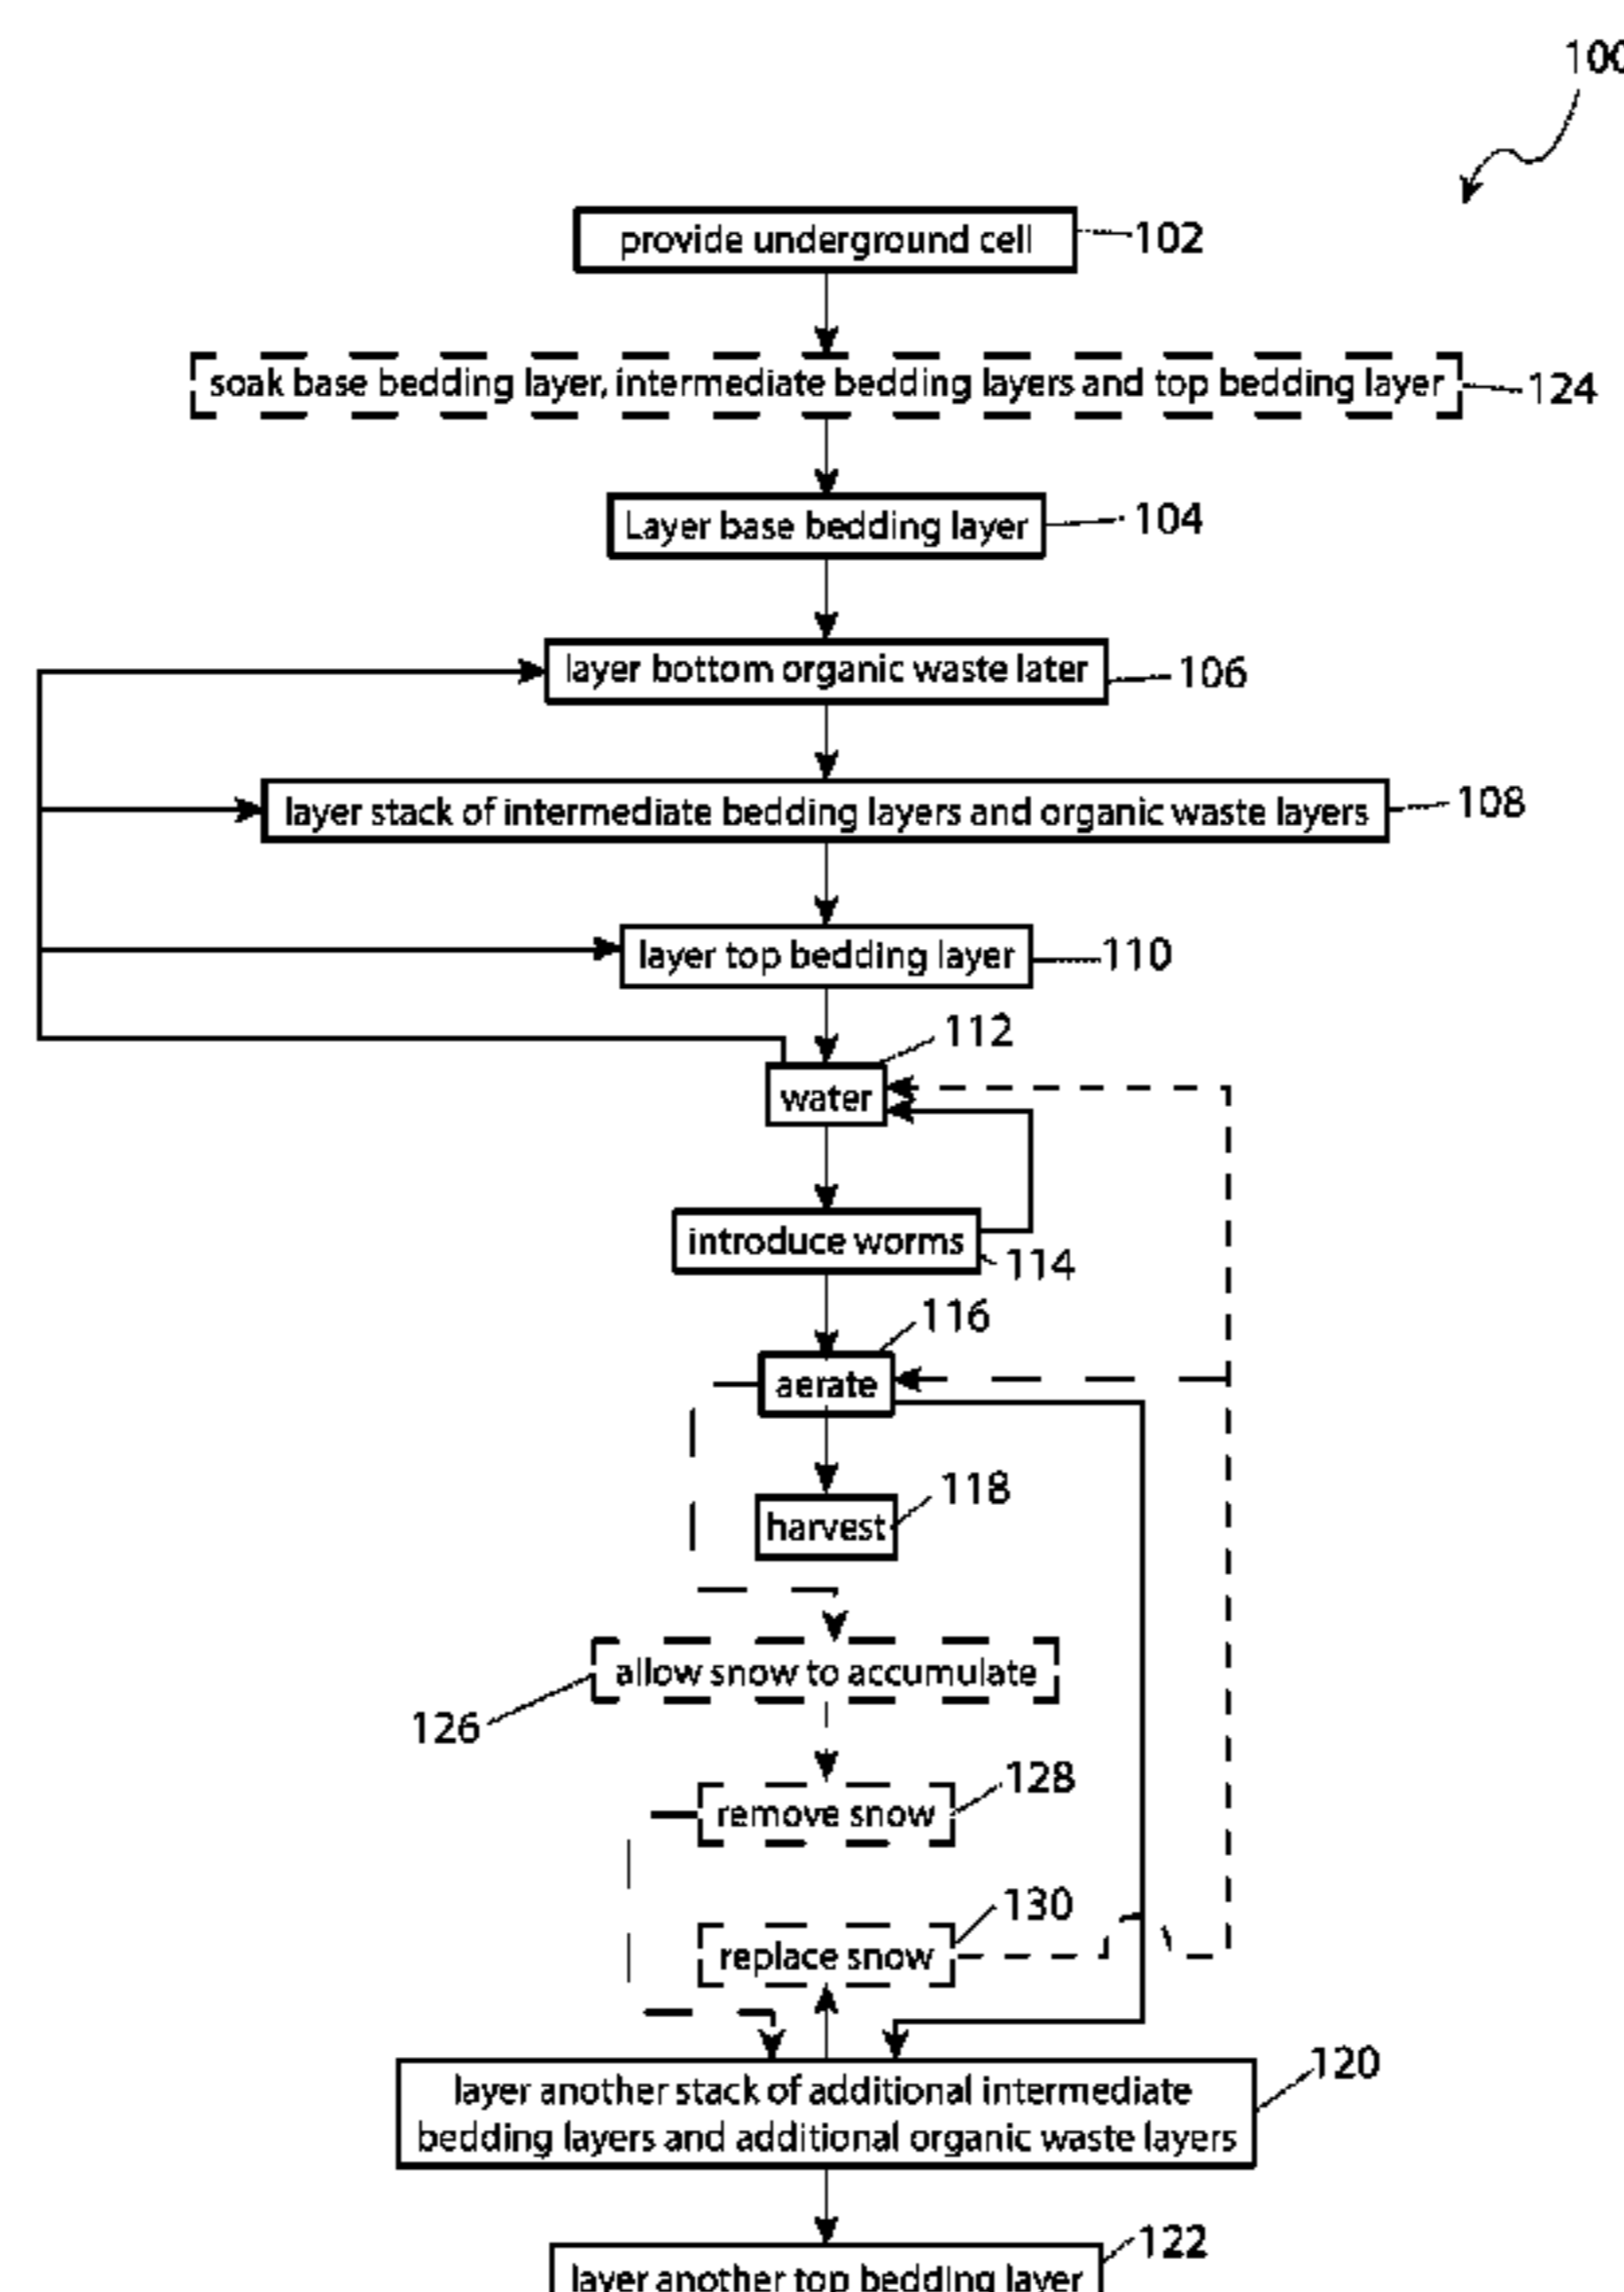 100
provide underground cell
102
soak base bedding layer, intermediate bedding layers and top bedding layer
124
Layer base bedding layer
104
layer bottom organic waste later
106
layer stack of intermediate bedding layers and organic waste layers
108
layer top bedding layer
110
112
water
introduce worms
114
116
aerate
118
harvest
allow snow to accumulate
126
128
remove snow
130
replace snow
120
layer another stack of additional intermediate
bedding layers and additional organic waste layers
122
layer another top bedding layer